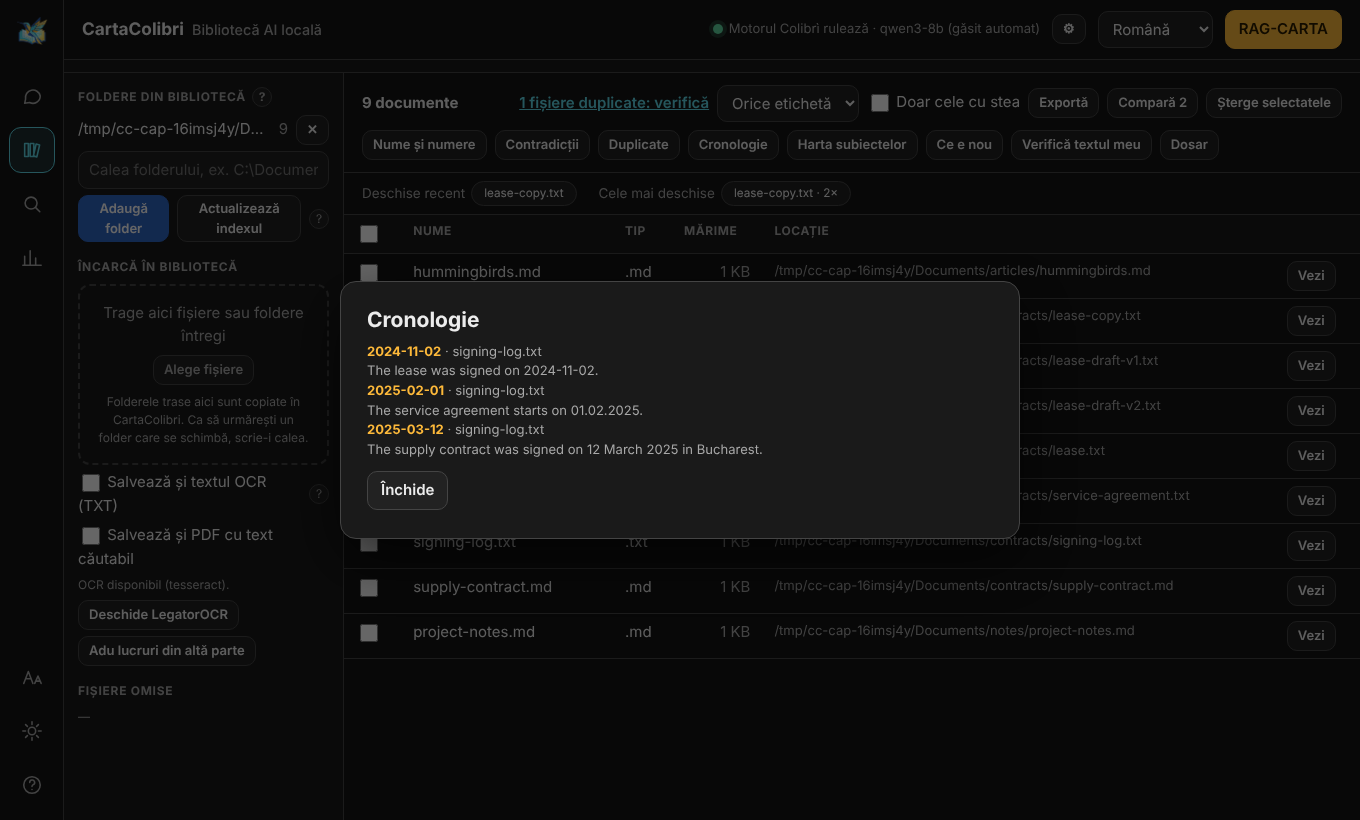 CartaColibri Bibliotecă AI locală
Motorul Colibri rulează · qwen3-8b (găsit automat)
Română
RAG-CARTA
FOLDERE DIN BIBLIOTECĂ ?
/tmp/cc-cap-16imsj4y/D... 9 ×
Calea folderului, ex. C:\Documen
Adaugă folder
Actualizează indexul
?
ÎNCARCĂ ÎN BIBLIOTECĂ
Trage aici fișiere sau foldere
întregi
Alege fișiere
Folderele trase aici sunt copiate în
CartaColibri. Ca să urmărești un
folder care se schimbă, scrie-i calea.
Salvează și textul OCR
(TXT)
?
Salvează și PDF cu text
căutabil
OCR disponibil (tesseract).
Deschide LegatorOCR
Adu lucruri din altă parte
FIȘIERE OMISE
—
9 documente
1 fișiere duplicate: verifică
Orice etichetă
Doar cele cu stea
Exportă
Compară 2
Șterge selectatele
Nume și numere
Contradicții
Duplicate
Cronologie
Harta subiectelor
Ce e nou
Verifică textul meu
Dosar
Deschise recent lease-copy.txt Cele mai deschise lease-copy.txt · 2×
NUME TIP MĂRIME LOCAȚIE
hummingbirds.md .md 1 KB /tmp/cc-cap-16imsj4y/Documents/articles/hummingbirds.md Vezi
racts/lease-copy.txt Vezi
racts/lease-draft-v1.txt Vezi
racts/lease-draft-v2.txt Vezi
racts/lease.txt Vezi
racts/service-agreement.txt Vezi
signing-log.txt .txt 1 KB /tmp/cc-cap-16imsj4y/Documents/contracts/signing-log.txt Vezi
supply-contract.md .md 1 KB /tmp/cc-cap-16imsj4y/Documents/contracts/supply-contract.md Vezi
project-notes.md .md 1 KB /tmp/cc-cap-16imsj4y/Documents/notes/project-notes.md Vezi
Cronologie
2024-11-02 · signing-log.txt
The lease was signed on 2024-11-02.
2025-02-01 · signing-log.txt
The service agreement starts on 01.02.2025.
2025-03-12 · signing-log.txt
The supply contract was signed on 12 March 2025 in Bucharest.
Închide
AA
?